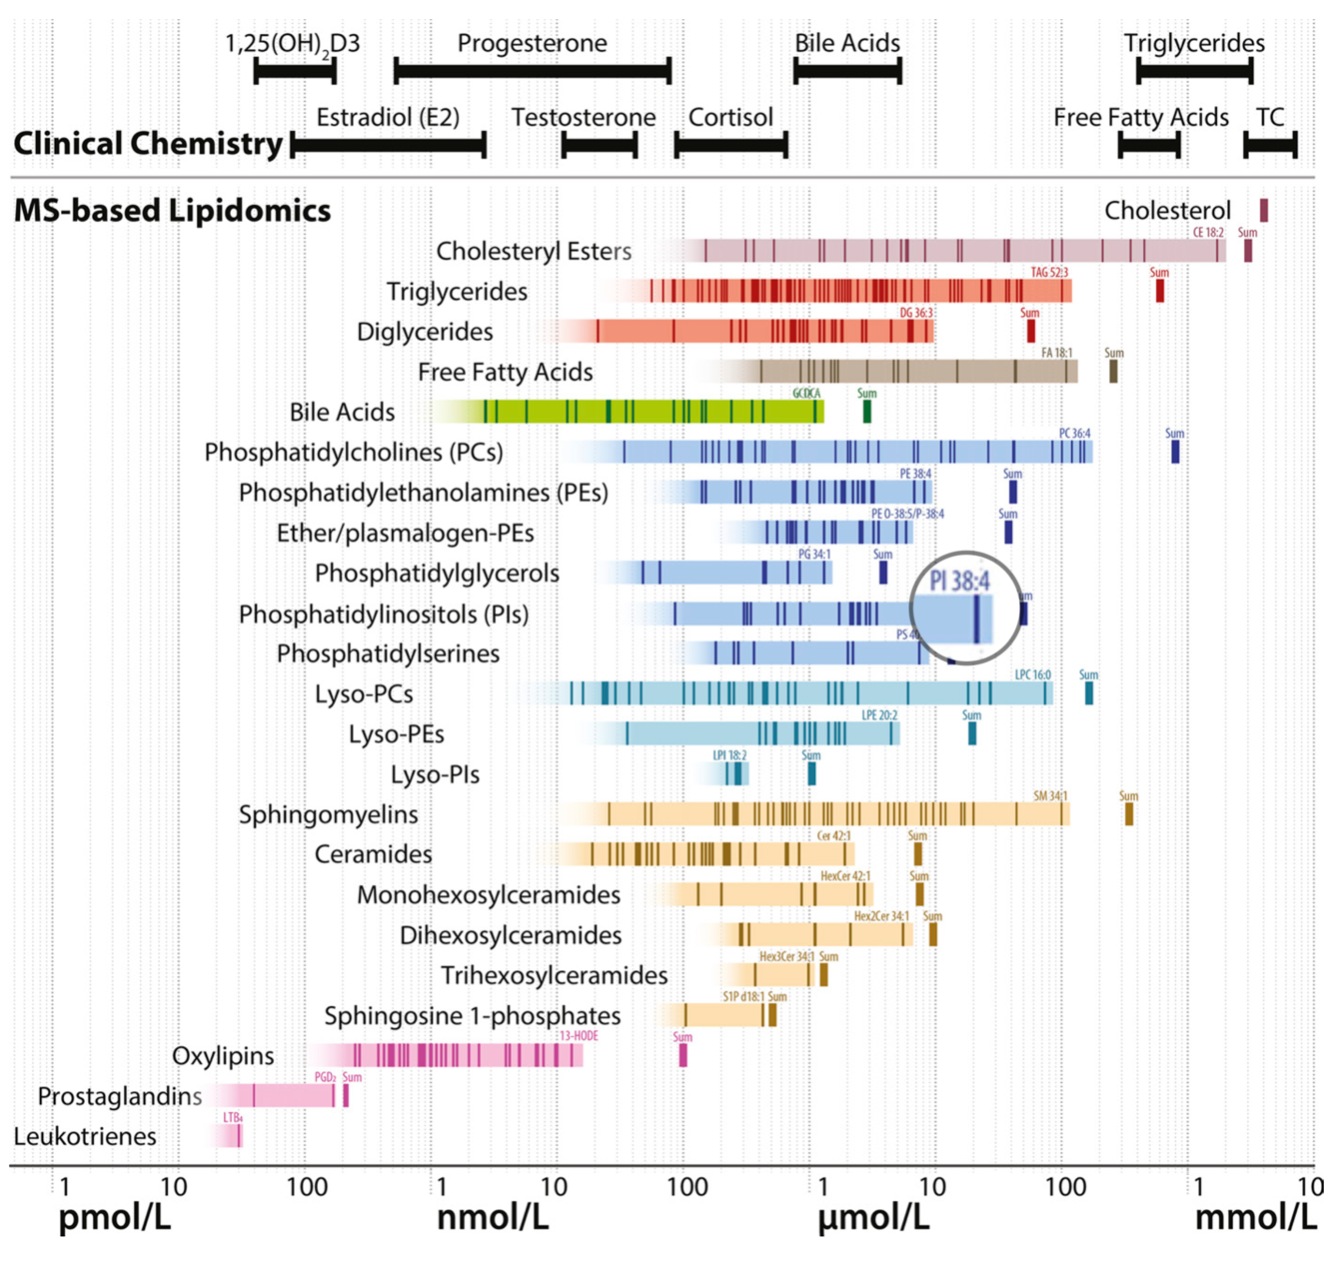 1,25(OH)₂D3 Progesterone Bile Acids Triglycerides
Estradiol (E2) Testosterone Cortisol Free Fatty Acids TC
Clinical Chemistry
MS-based Lipidomics
Cholesterol
CE 18:2 Sum
Cholesteryl Esters
TAG 52:3 Sum
Triglycerides
DG 36:3 Sum
Diglycerides
FA 18:1 Sum
Free Fatty Acids
GCDCA Sum
Bile Acids
PC 36:4 Sum
Phosphatidylcholines (PCs)
PE 38:4 Sum
Phosphatidylethanolamines (PEs)
PE O-38:5/P-38:4 Sum
Ether/plasmalogen-PEs
PG 34:1 Sum
Phosphatidylglycerols
PI 38:4
Phosphatidylinositols (PIs)
PS
Phosphatidylserines
LPC 16:0 Sum
Lyso-PCs
LPE 20:2 Sum
Lyso-PEs
LPI 18:2 Sum
Lyso-PIs
SM 34:1 Sum
Sphingomyelins
Cer 42:1 Sum
Ceramides
HexCer 42:1 Sum
Monohexosylceramides
Hex2Cer 34:1 Sum
Dihexosylceramides
Hex3Cer 34:1 Sum
Trihexosylceramides
S1P d18:1 Sum
Sphingosine 1-phosphates
13-HODE Sum
Oxylipins
PGD₂ Sum
Prostaglandins
LTB₄
Leukotrienes
1 10 100 1 10 100 1 10 100 1 10
pmol/L nmol/L µmol/L mmol/L